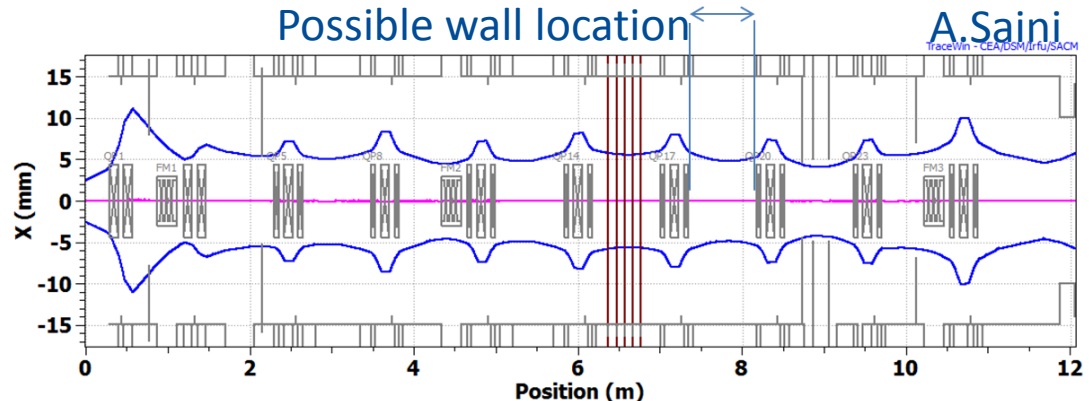 Possible wall location
A.Saini
TraceWin - CEA/DSM/Irfu/SACM
15
10
5
0
-5
-10
-15
X (mm)
QP1
FM1
QP5
QP8
FM2
QP14
QP17
QP20
QP23
FM3
0 2 4 6 8 10 12
Position (m)